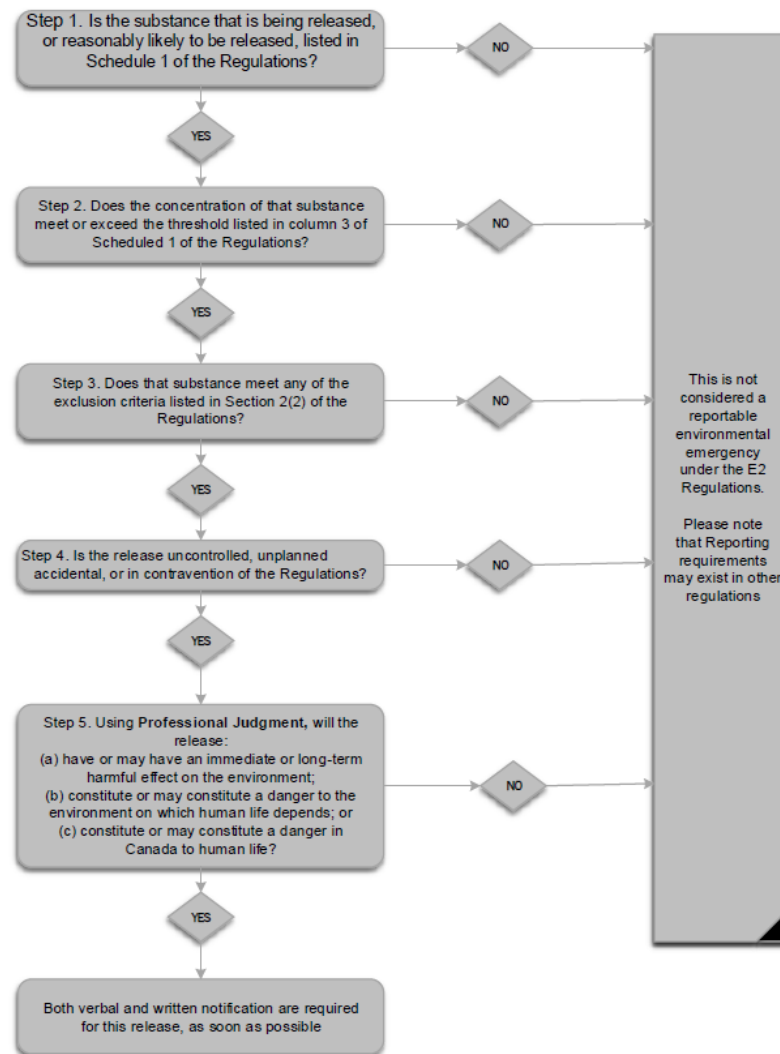 Step 1. Is the substance that is being released,
or reasonably likely to be released, listed in
Schedule 1 of the Regulations?
NO
YES
Step 2. Does the concentration of that substance
meet or exceed the threshold listed in column 3 of
Scheduled 1 of the Regulations?
NO
YES
Step 3. Does that substance meet any of the
exclusion criteria listed in Section 2(2) of the
Regulations?
NO
YES
Step 4. Is the release uncontrolled, unplanned
accidental, or in contravention of the Regulations?
NO
YES
Step 5. Using Professional Judgment, will the
release:
(a) have or may have an immediate or long-term
harmful effect on the environment;
(b) constitute or may constitute a danger to the
environment on which human life depends; or
(c) constitute or may constitute a danger in
Canada to human life?
NO
YES
Both verbal and written notification are required
for this release, as soon as possible
This is not
considered a
reportable
environmental
emergency
under the E2
Regulations.
Please note
that Reporting
requirements
may exist in other
regulations